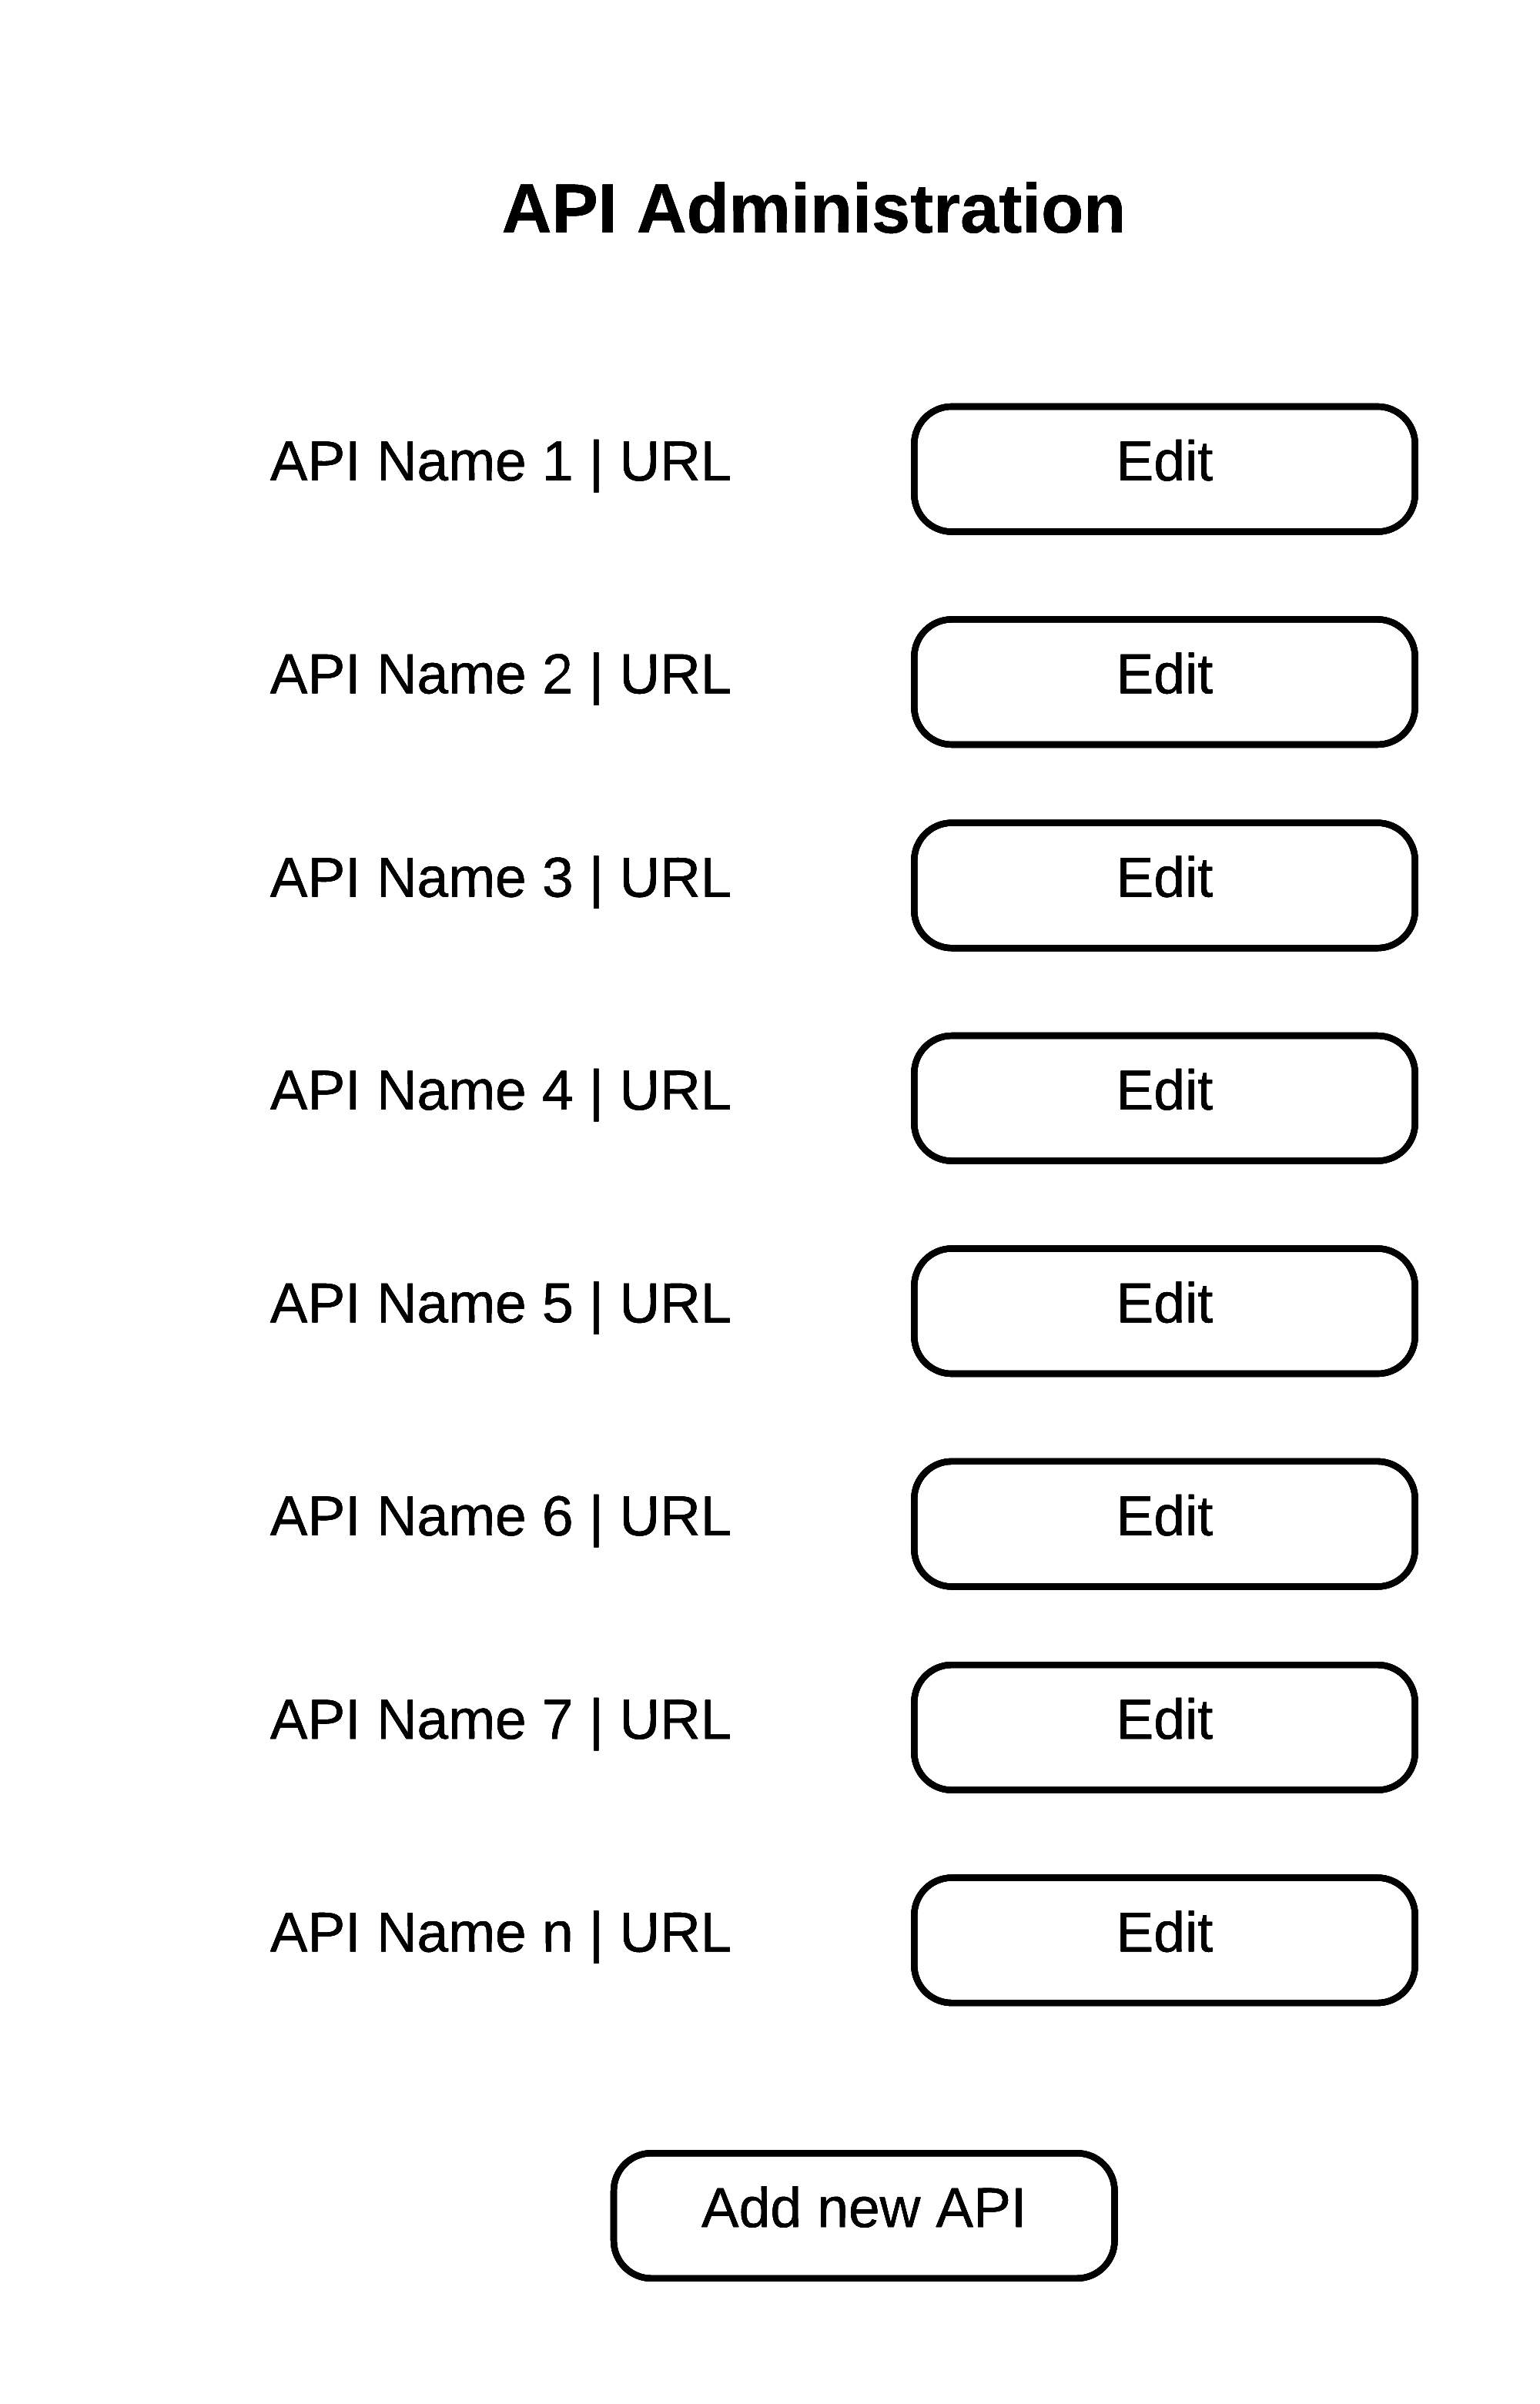 API Administration
API Name 1 | URL Edit
API Name 2 | URL Edit
API Name 3 | URL Edit
API Name 4 | URL Edit
API Name 5 | URL Edit
API Name 6 | URL Edit
API Name 7 | URL Edit
API Name n | URL Edit
Add new API